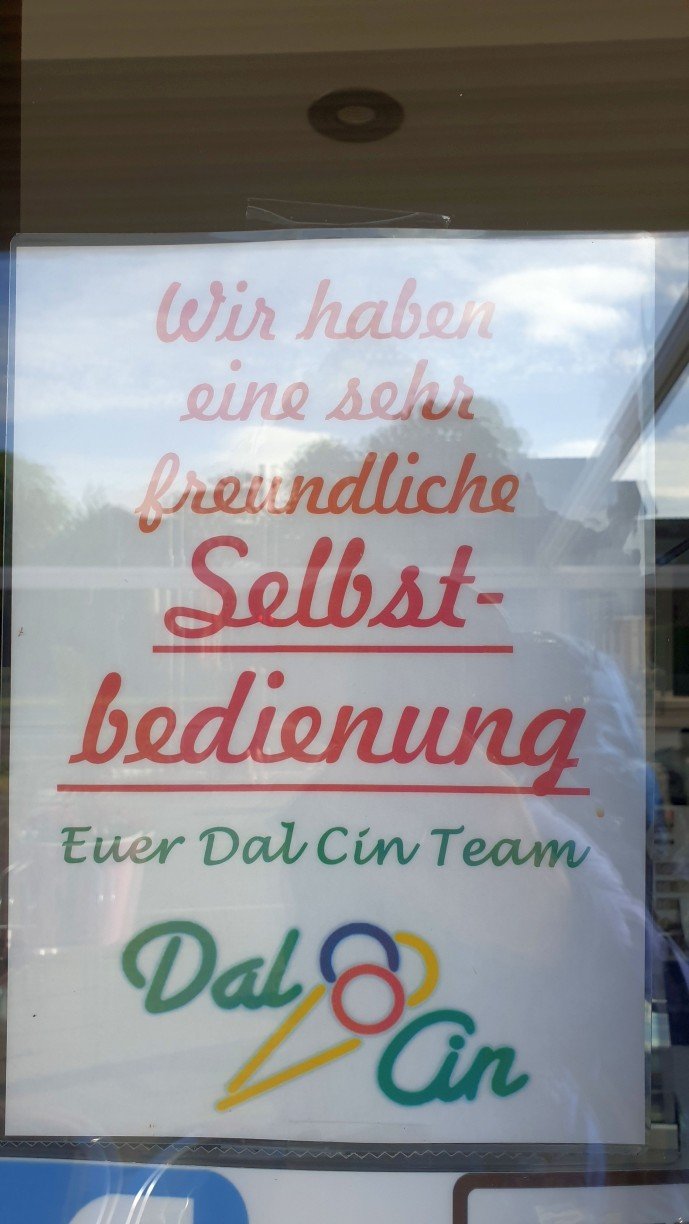 Wir haben
eine sehr
freundliche
Selbst-
bedienung
Euer Dal Cin Team
Dal
Cin